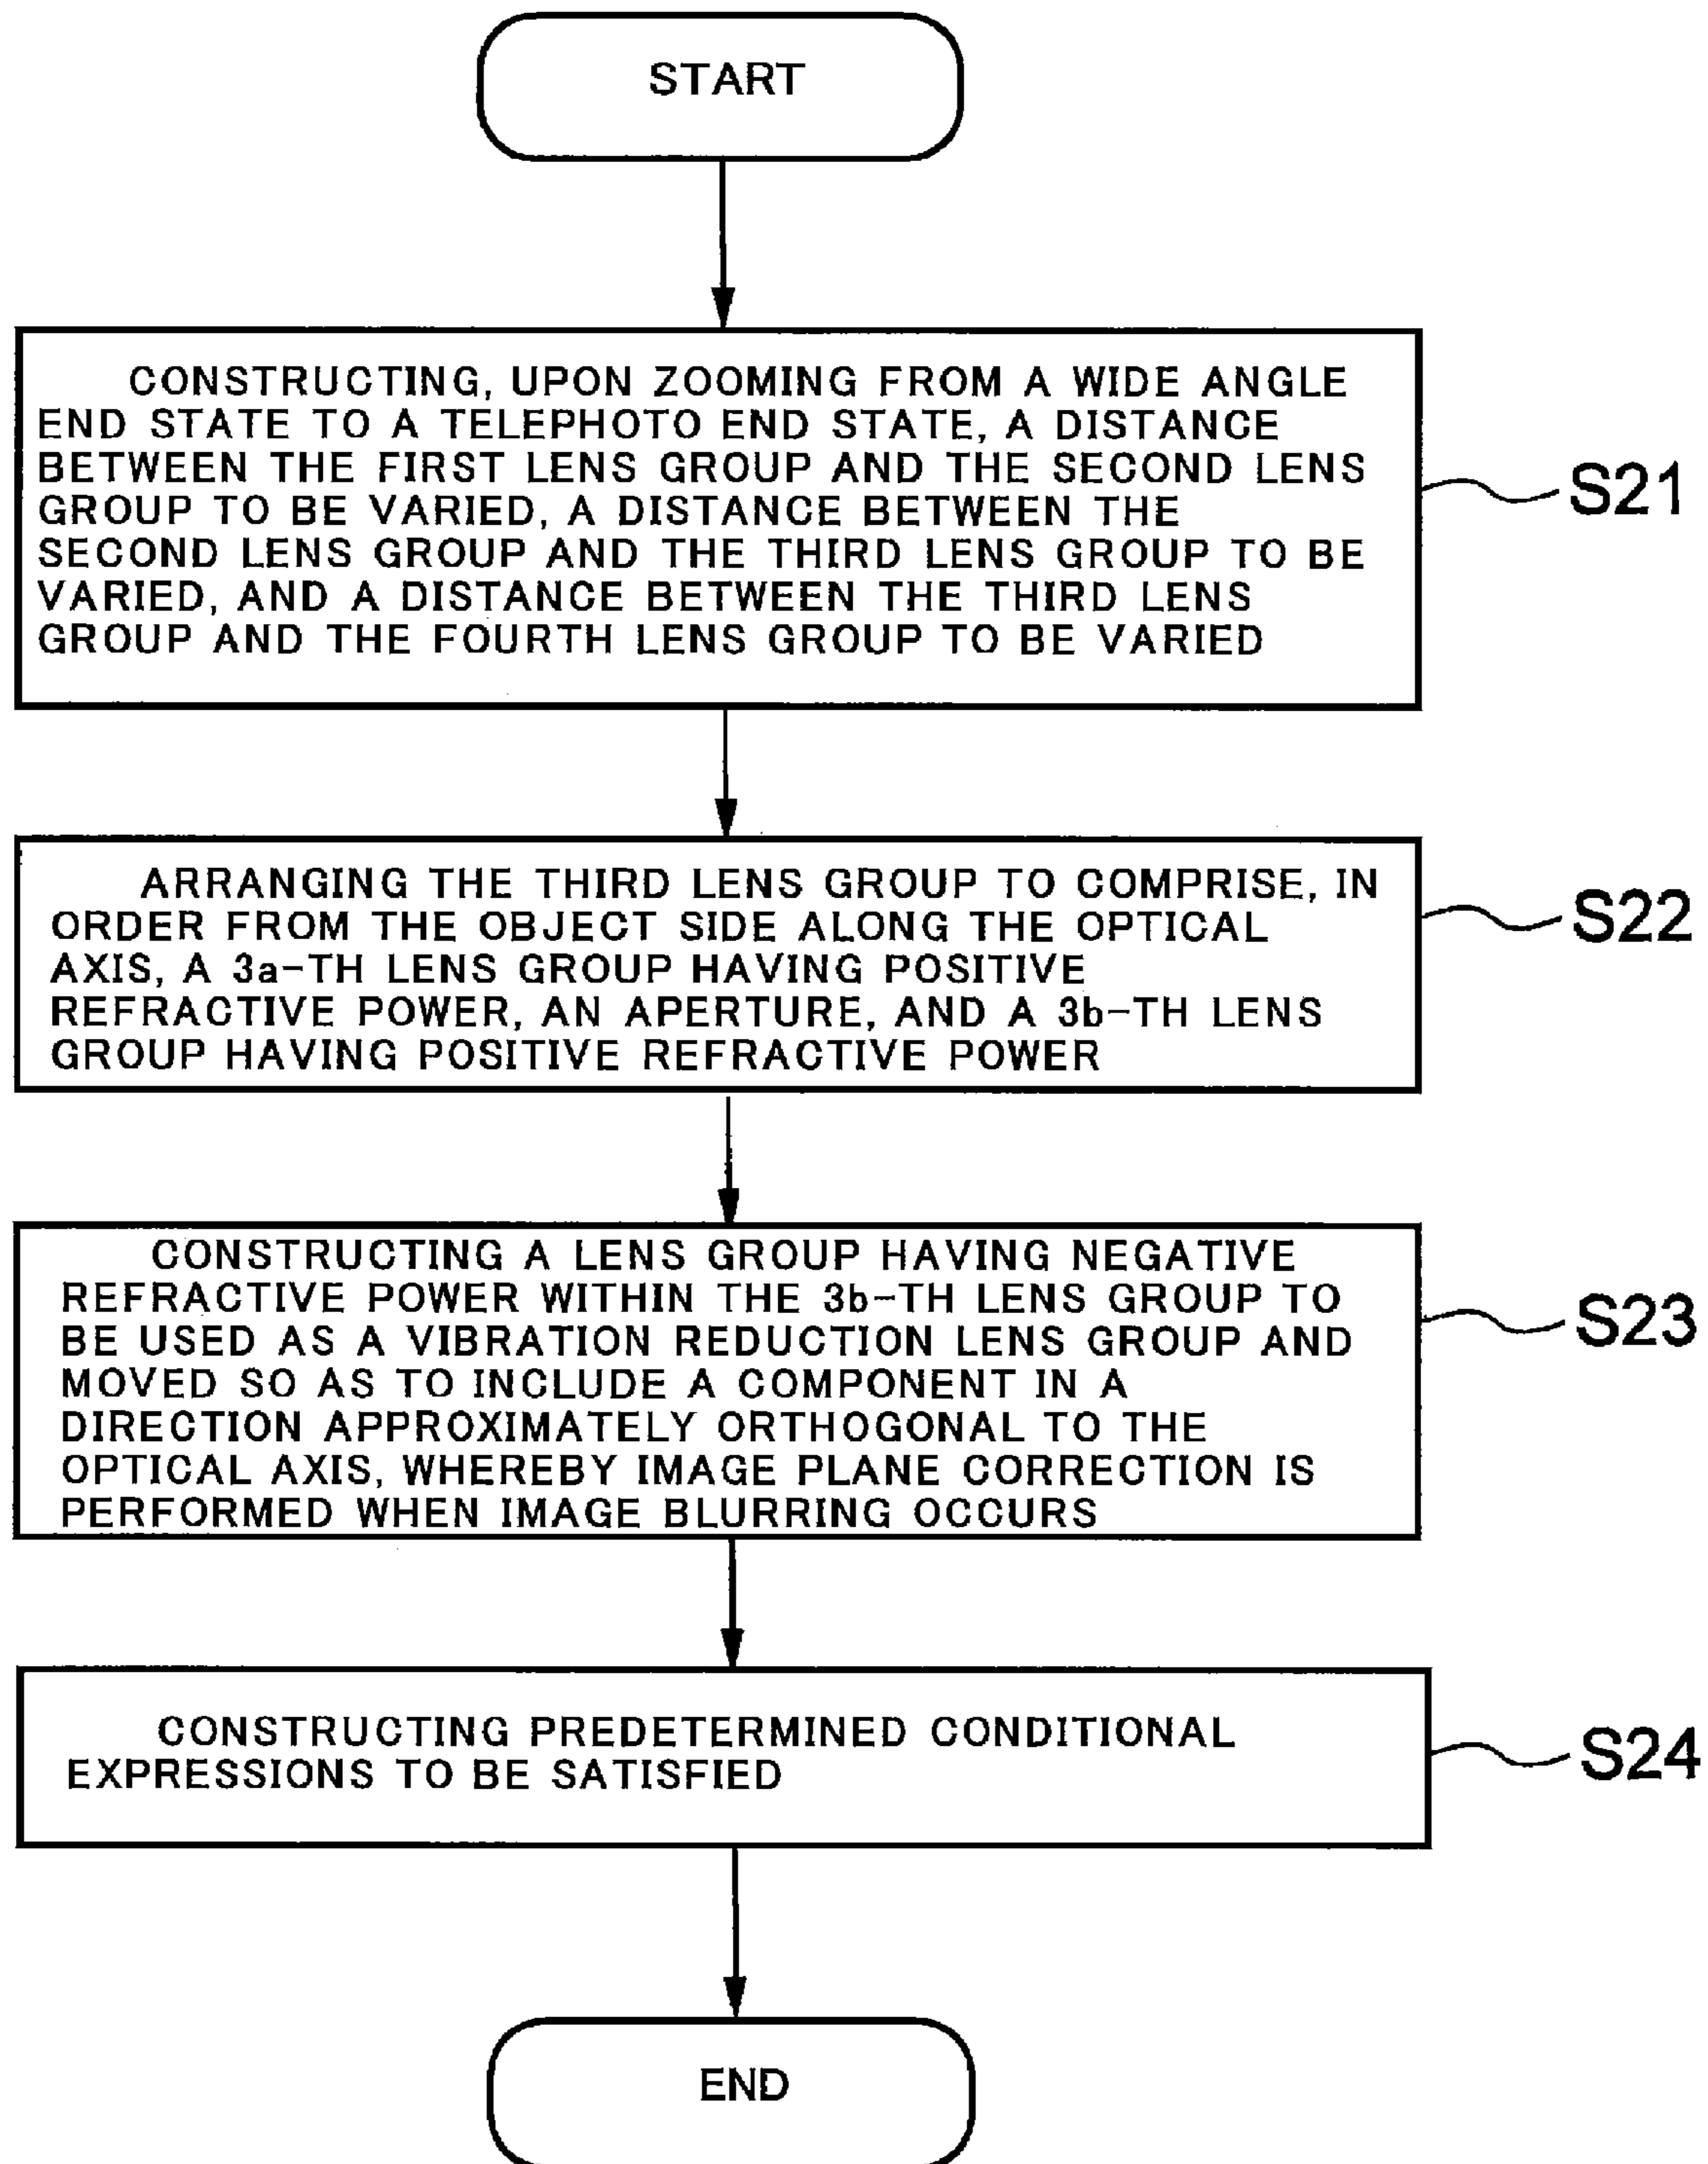 START
CONSTRUCTING, UPON ZOOMING FROM A WIDE ANGLE
END STATE TO A TELEPHOTO END STATE, A DISTANCE
BETWEEN THE FIRST LENS GROUP AND THE SECOND LENS
GROUP TO BE VARIED, A DISTANCE BETWEEN THE
SECOND LENS GROUP AND THE THIRD LENS GROUP TO BE
VARIED, AND A DISTANCE BETWEEN THE THIRD LENS
GROUP AND THE FOURTH LENS GROUP TO BE VARIED
S21
ARRANGING THE THIRD LENS GROUP TO COMPRISE, IN
ORDER FROM THE OBJECT SIDE ALONG THE OPTICAL
AXIS, A 3a-TH LENS GROUP HAVING POSITIVE
REFRACTIVE POWER, AN APERTURE, AND A 3b-TH LENS
GROUP HAVING POSITIVE REFRACTIVE POWER
S22
CONSTRUCTING A LENS GROUP HAVING NEGATIVE
REFRACTIVE POWER WITHIN THE 3b-TH LENS GROUP TO
BE USED AS A VIBRATION REDUCTION LENS GROUP AND
MOVED SO AS TO INCLUDE A COMPONENT IN A
DIRECTION APPROXIMATELY ORTHOGONAL TO THE
OPTICAL AXIS, WHEREBY IMAGE PLANE CORRECTION IS
PERFORMED WHEN IMAGE BLURRING OCCURS
S23
CONSTRUCTING PREDETERMINED CONDITIONAL
EXPRESSIONS TO BE SATISFIED
S24
END